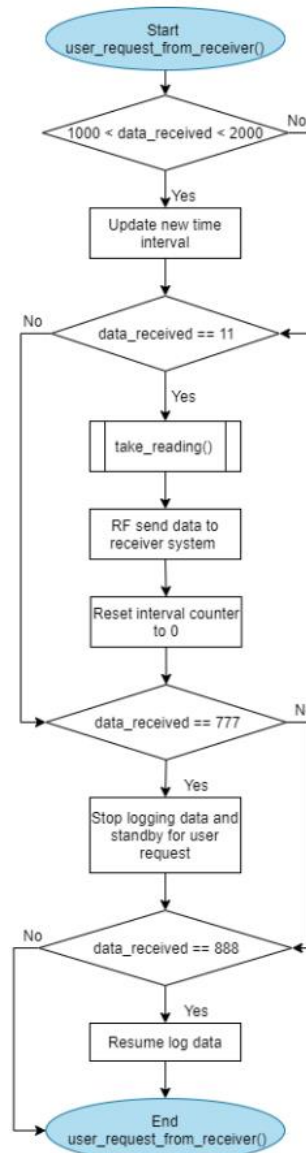 Start
user_request_from_receiver()
1000 < data_received < 2000
No
Yes
Update new time
interval
No
data_received == 11
Yes
take_reading()
RF send data to
receiver system
Reset interval counter
to 0
data_received == 777
N
Yes
Stop logging data and
standby for user
request
No
data_received == 888
Yes
Resume log data
End
user_request_from_receiver()